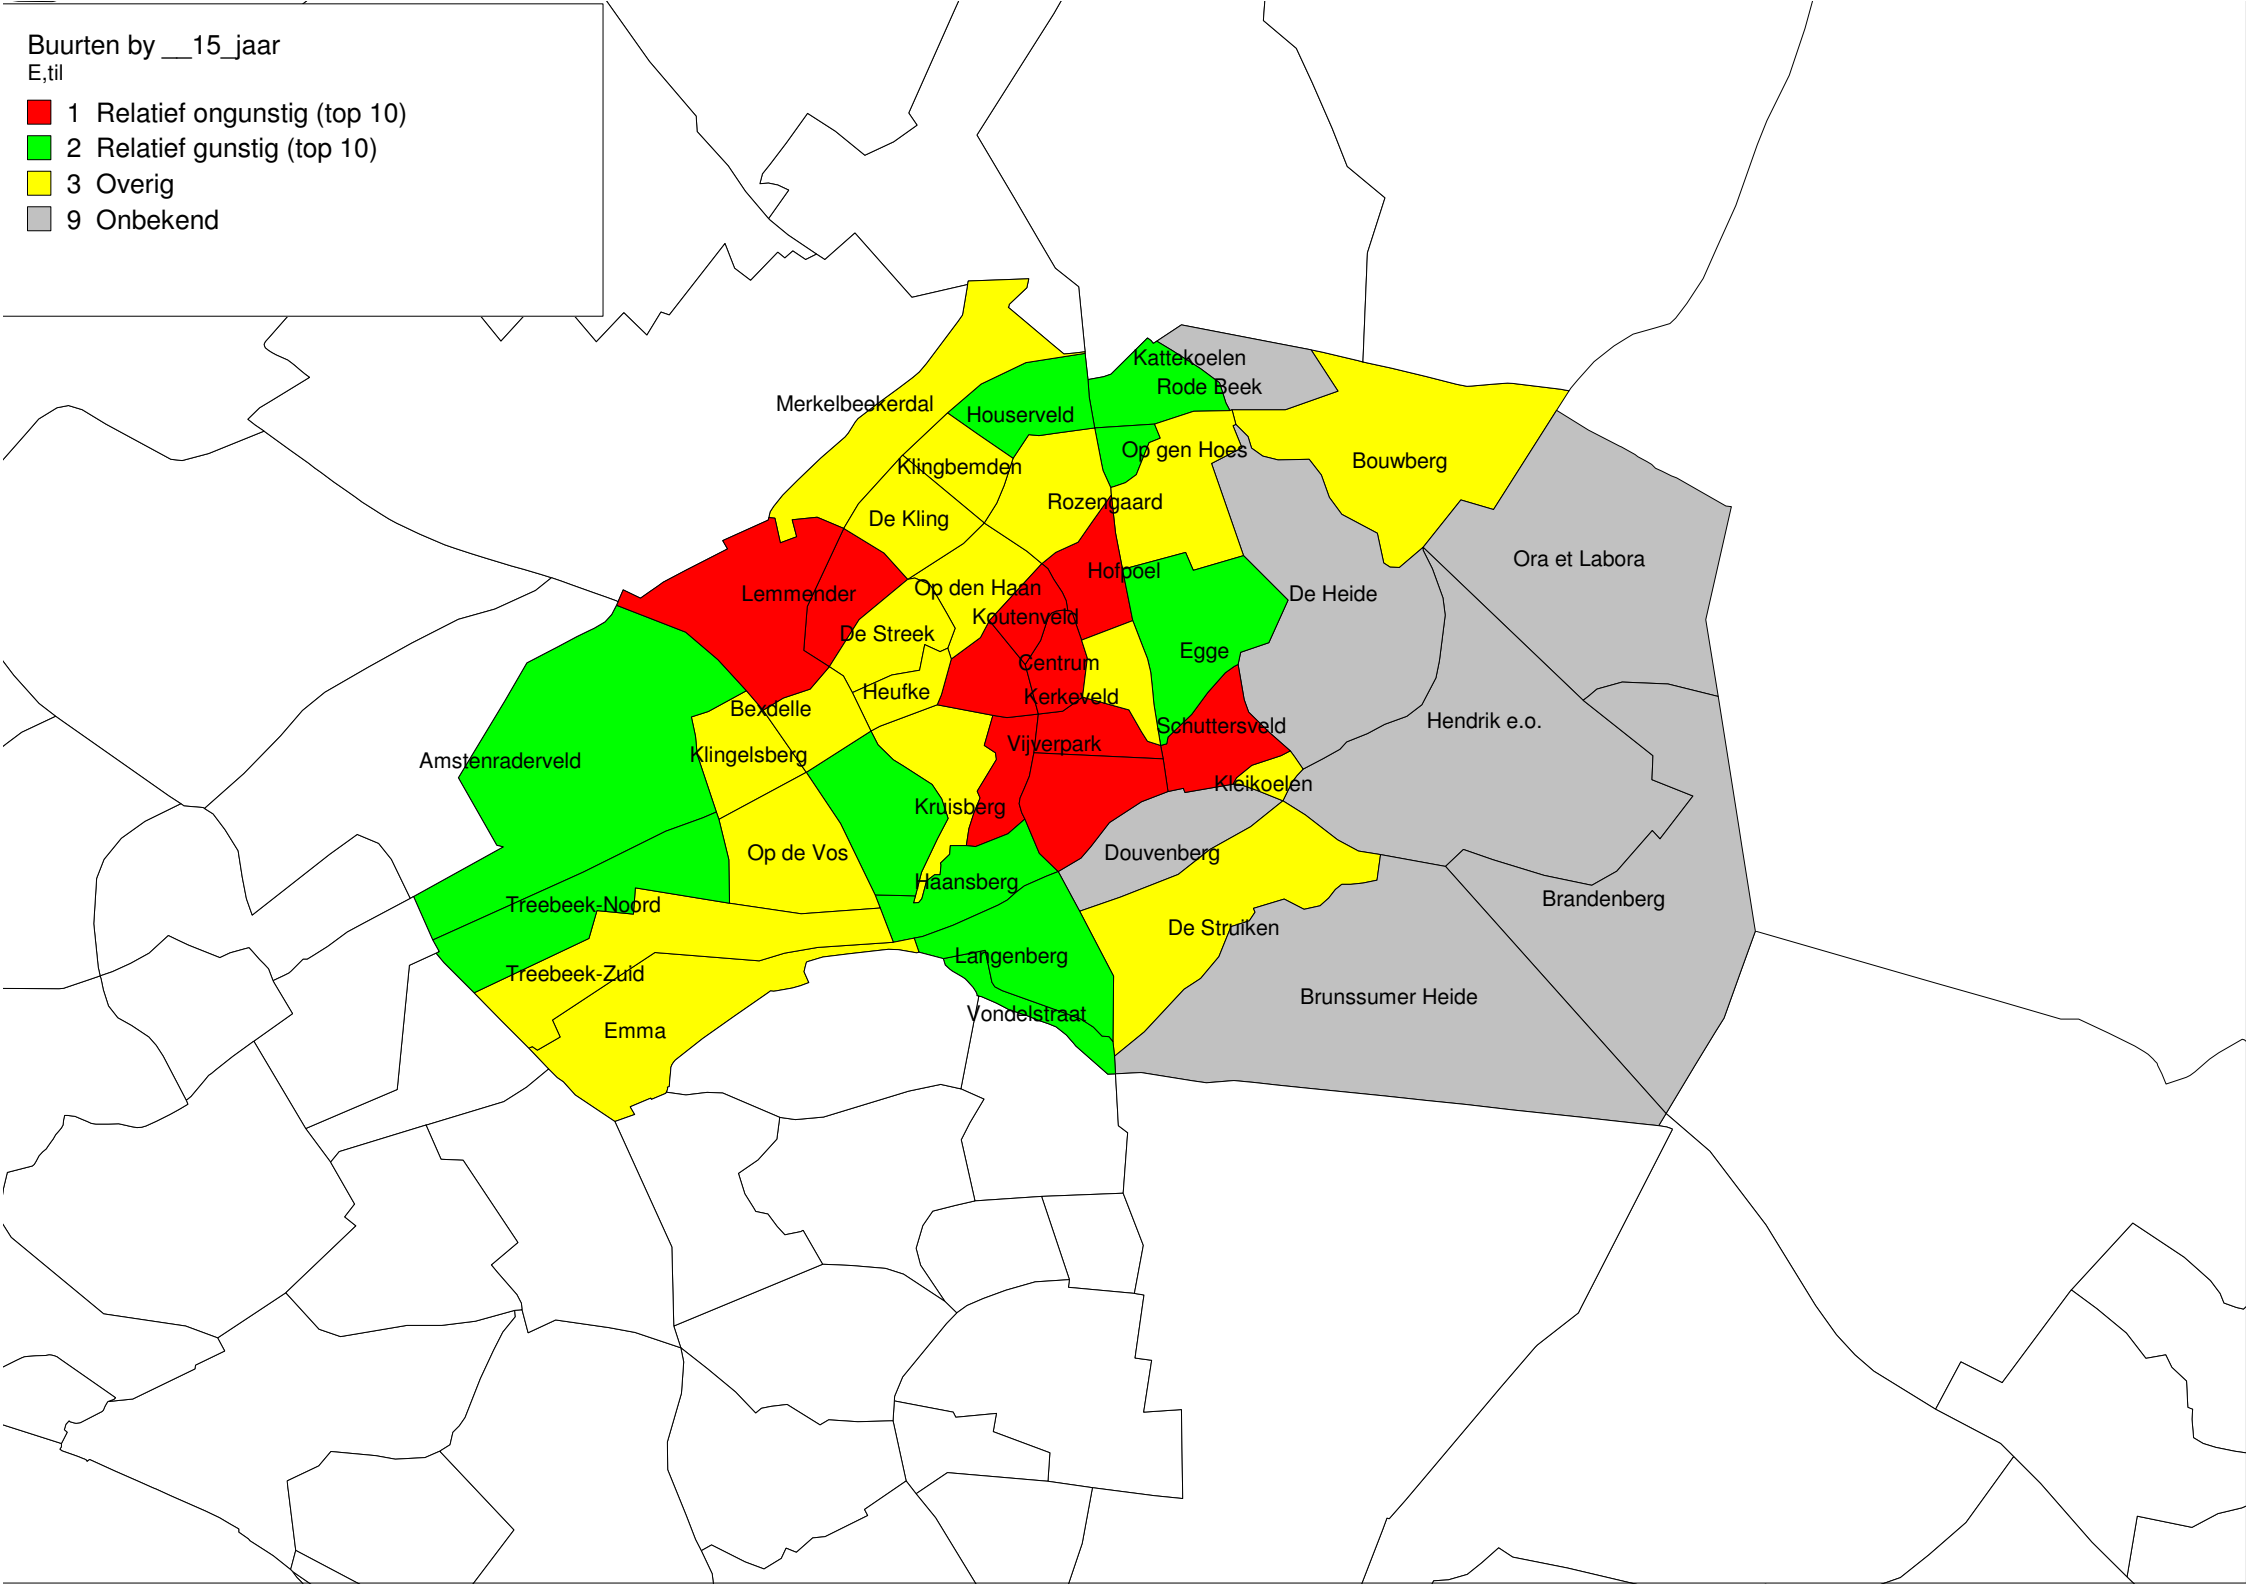 Buurten by __15_jaar
E,til
1 Relatief ongunstig (top 10)
2 Relatief gunstig (top 10)
3 Overig
9 Onbekend
Kattekoelen
Rode Beek
Merkelbeekerdal
Houserveld
Op gen Hoes
Bouwberg
Klingbemden
Rozengaard
De Kling
Ora et Labora
Hofpoel
Op den Haan
Lemmender
De Heide
Koutenveld
De Streek
Egge
Centrum
Heufke
Kerkeveld
Bexdelle
Hendrik e.o.
Schuttersveld
Vijverpark
Klingelsberg
Amstenraderveld
Kleikoelen
Kruisberg
Op de Vos
Douvenberg
Haansberg
Brandenberg
Treebeek-Noord
De Struiken
Langenberg
Treebeek-Zuid
Brunssumer Heide
Vondelstraat
Emma